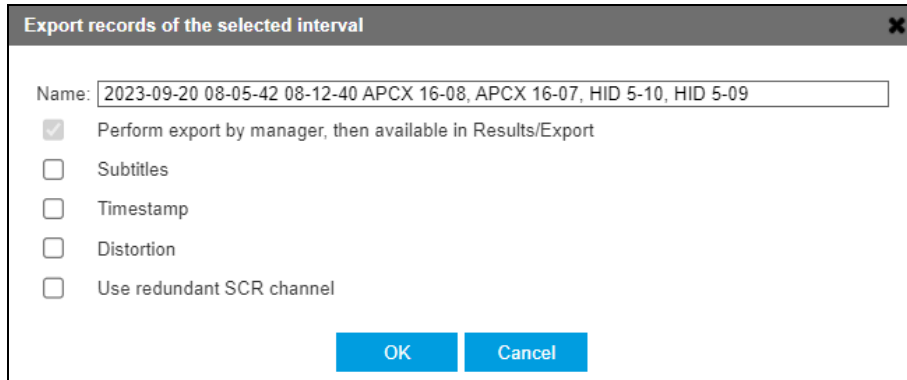 Export records of the selected interval
Name: 2023-09-20 08-05-42 08-12-40 APCX 16-08, APCX 16-07, HID 5-10, HID 5-09
Perform export by manager, then available in Results/Export
Subtitles
Timestamp
Distortion
Use redundant SCR channel
OK Cancel